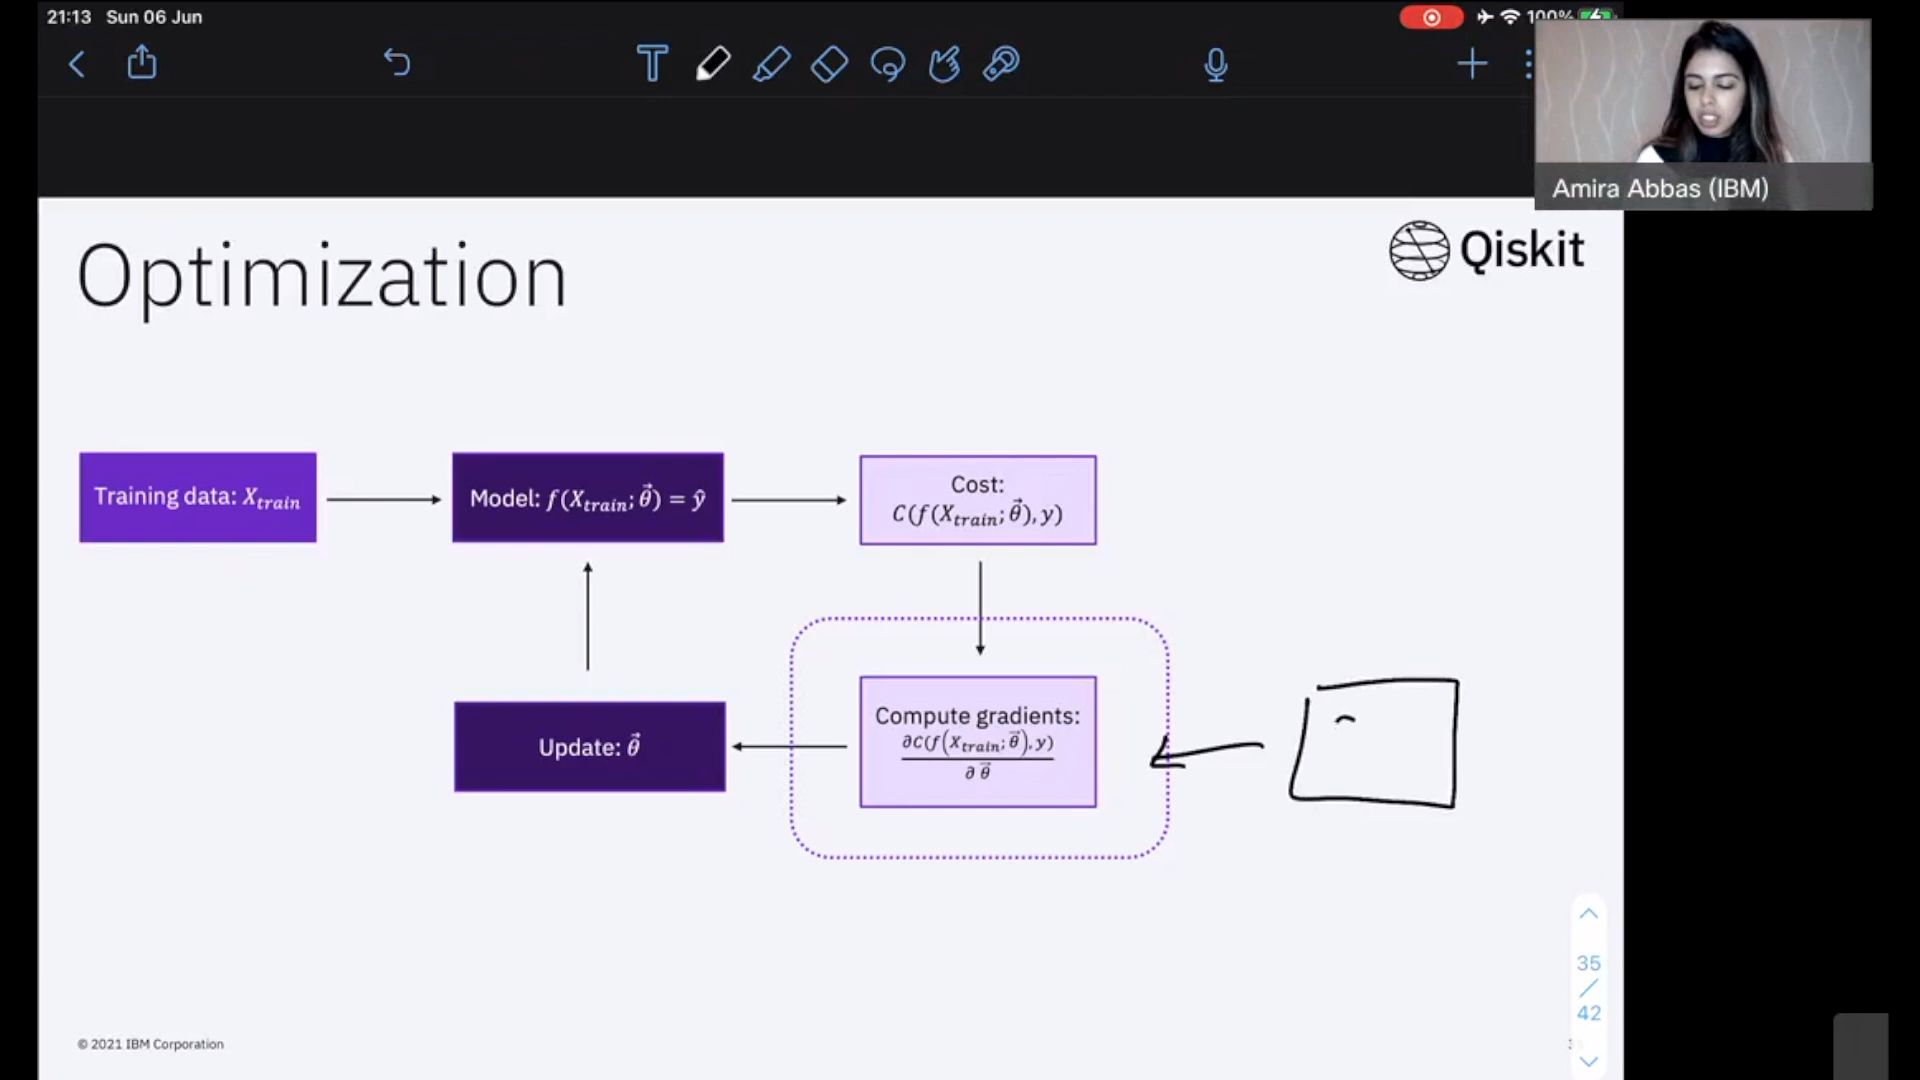 21:13 Sun 06 Jun
100%
Amira Abbas (IBM)
Optimization
Qiskit
Training data: X_train
Model: f(X_train; θ⃗) = ŷ
Cost:
C(f(X_train; θ⃗), y)
Compute gradients:
∂C(f(X_train; θ⃗), y)
∂ θ⃗
Update: θ⃗
35
/
42
© 2021 IBM Corporation